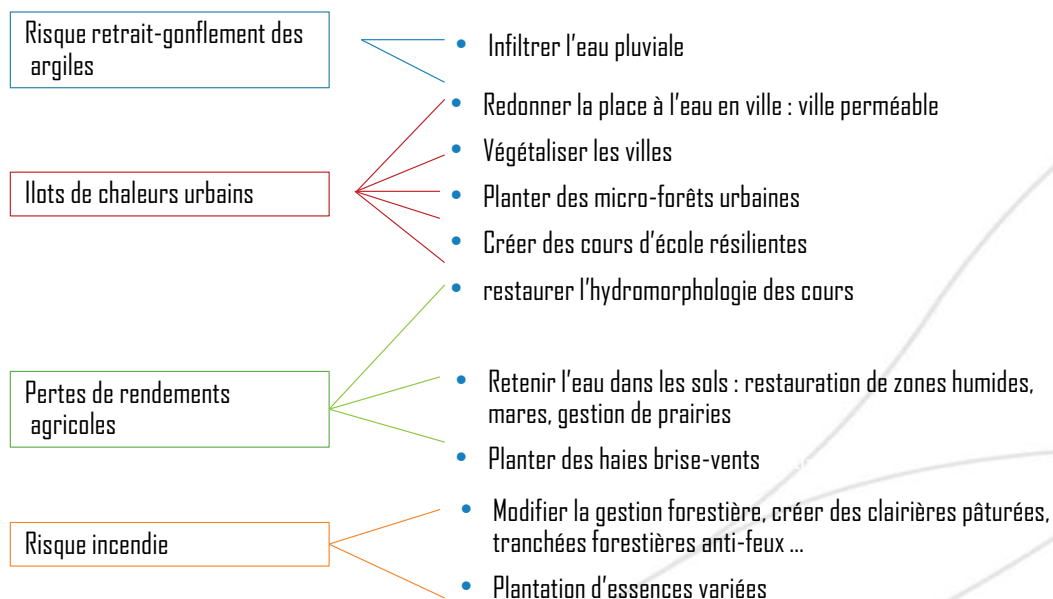 Risque retrait-gonflement des
argiles
• Infiltrer l'eau pluviale
• Redonner la place à l'eau en ville : ville perméable
• Végétaliser les villes
Ilots de chaleurs urbains
• Planter des micro-forêts urbaines
• Créer des cours d'école résilientes
• restaurer l'hydromorphologie des cours
Pertes de rendements
agricoles
• Retenir l'eau dans les sols : restauration de zones humides,
mares, gestion de prairies
• Planter des haies brise-vents
Risque incendie
• Modifier la gestion forestière, créer des clairières pâturées,
tranchées forestières anti-feux ...
• Plantation d'essences variées